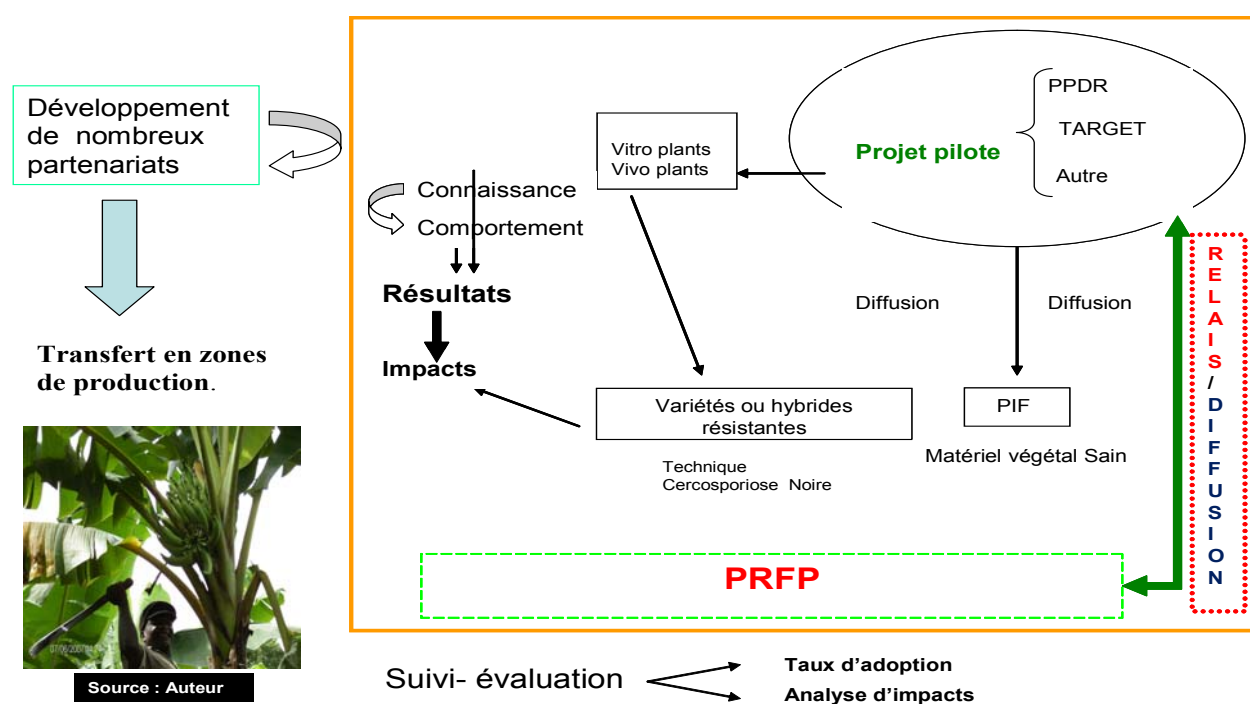 Développement
de nombreux
partenariats
Transfert en zones
de production.
Source : Auteur
Connaissance
Comportement
Résultats
Impacts
Vitro plants
Vivo plants
Projet pilote
PPDR
TARGET
Autre
Diffusion
Diffusion
Variétés ou hybrides
résistantes
Technique
Cercosporiose Noire
PIF
Matériel végétal Sain
PRFP
RELAIS/DIFFUSION
Suivi- évaluation
Taux d’adoption
Analyse d’impacts